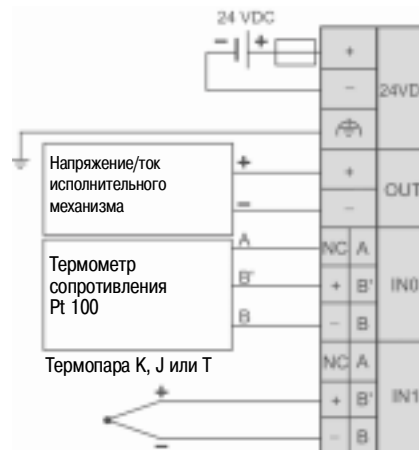 24 VDC
− + +
− 24VD
Напряжение/ток
исполнительного
механизма
+ +
− −
OUT
Термометр
сопротивления
Pt 100
A NC A
B' + B' IN0
B − B
Термопара K, J или T
NC A
+ + B' IN1
− − B